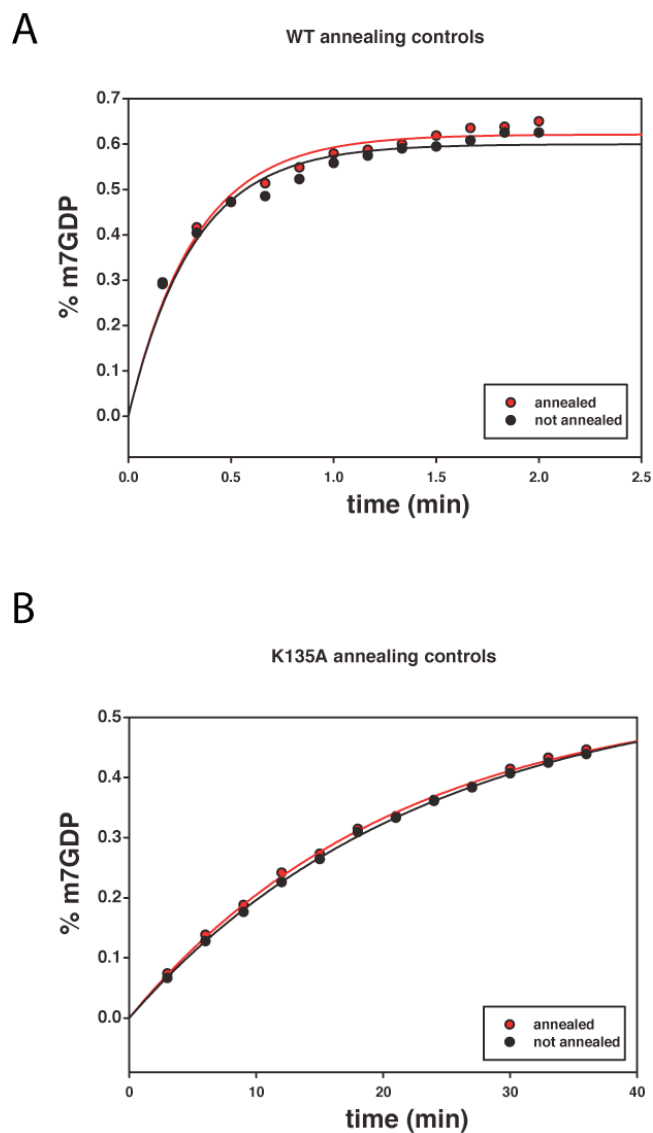 A
WT annealing controls
0.7
0.6
0.5
0.4
0.3
0.2
0.1
0.0
% m7GDP
annealed
not annealed
0.0 0.5 1.0 1.5 2.0 2.5
time (min)
B
K135A annealing controls
0.5
0.4
0.3
0.2
0.1
0.0
% m7GDP
annealed
not annealed
0 10 20 30 40
time (min)